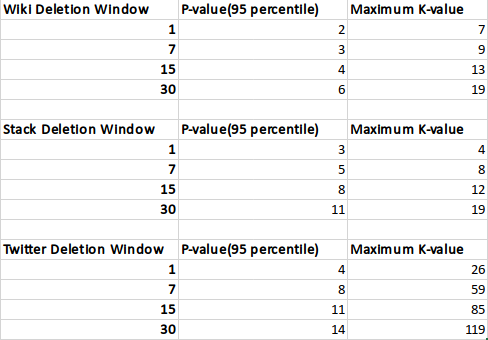 Wiki Deletion Window P-value(95 percentile) Maximum K-value
1 2 7
7 3 9
15 4 13
30 6 19
Stack Deletion Window P-value(95 percentile) Maximum K-value
1 3 4
7 5 8
15 8 12
30 11 19
Twitter Deletion Window P-value(95 percentile) Maximum K-value
1 4 26
7 8 59
15 11 85
30 14 119